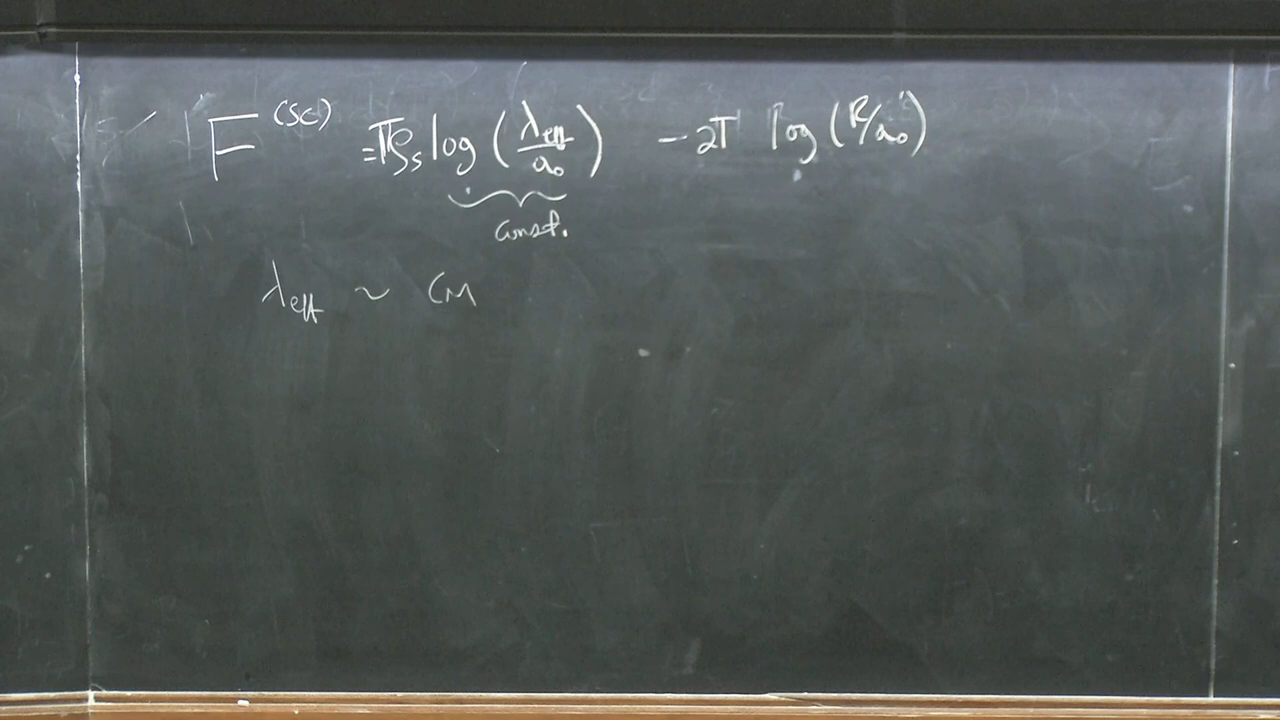 F^(SC) = πρ_s log (λ_eff / a_0) - 2T log (R/a_0)
const.
λ_eff ~ cm